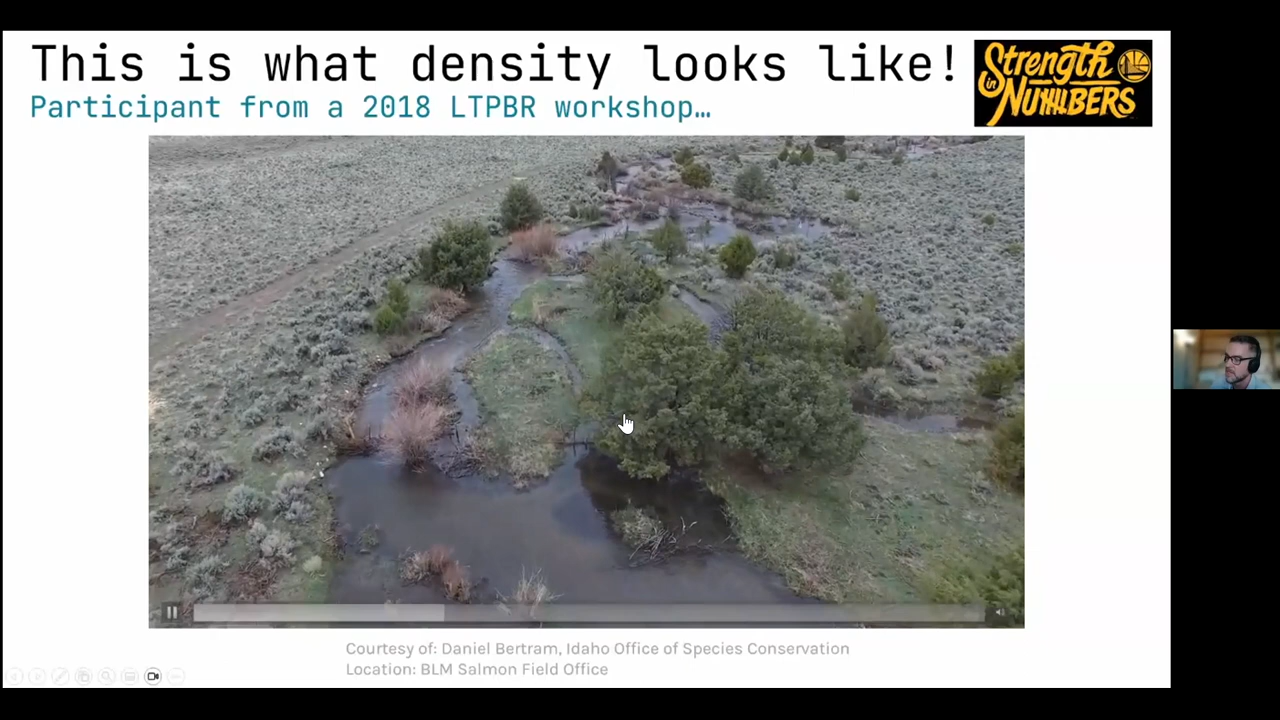 This is what density looks like!
Participant from a 2018 LTPBR workshop…
Strength
in
NUMBERS
Courtesy of: Daniel Bertram, Idaho Office of Species Conservation
Location: BLM Salmon Field Office